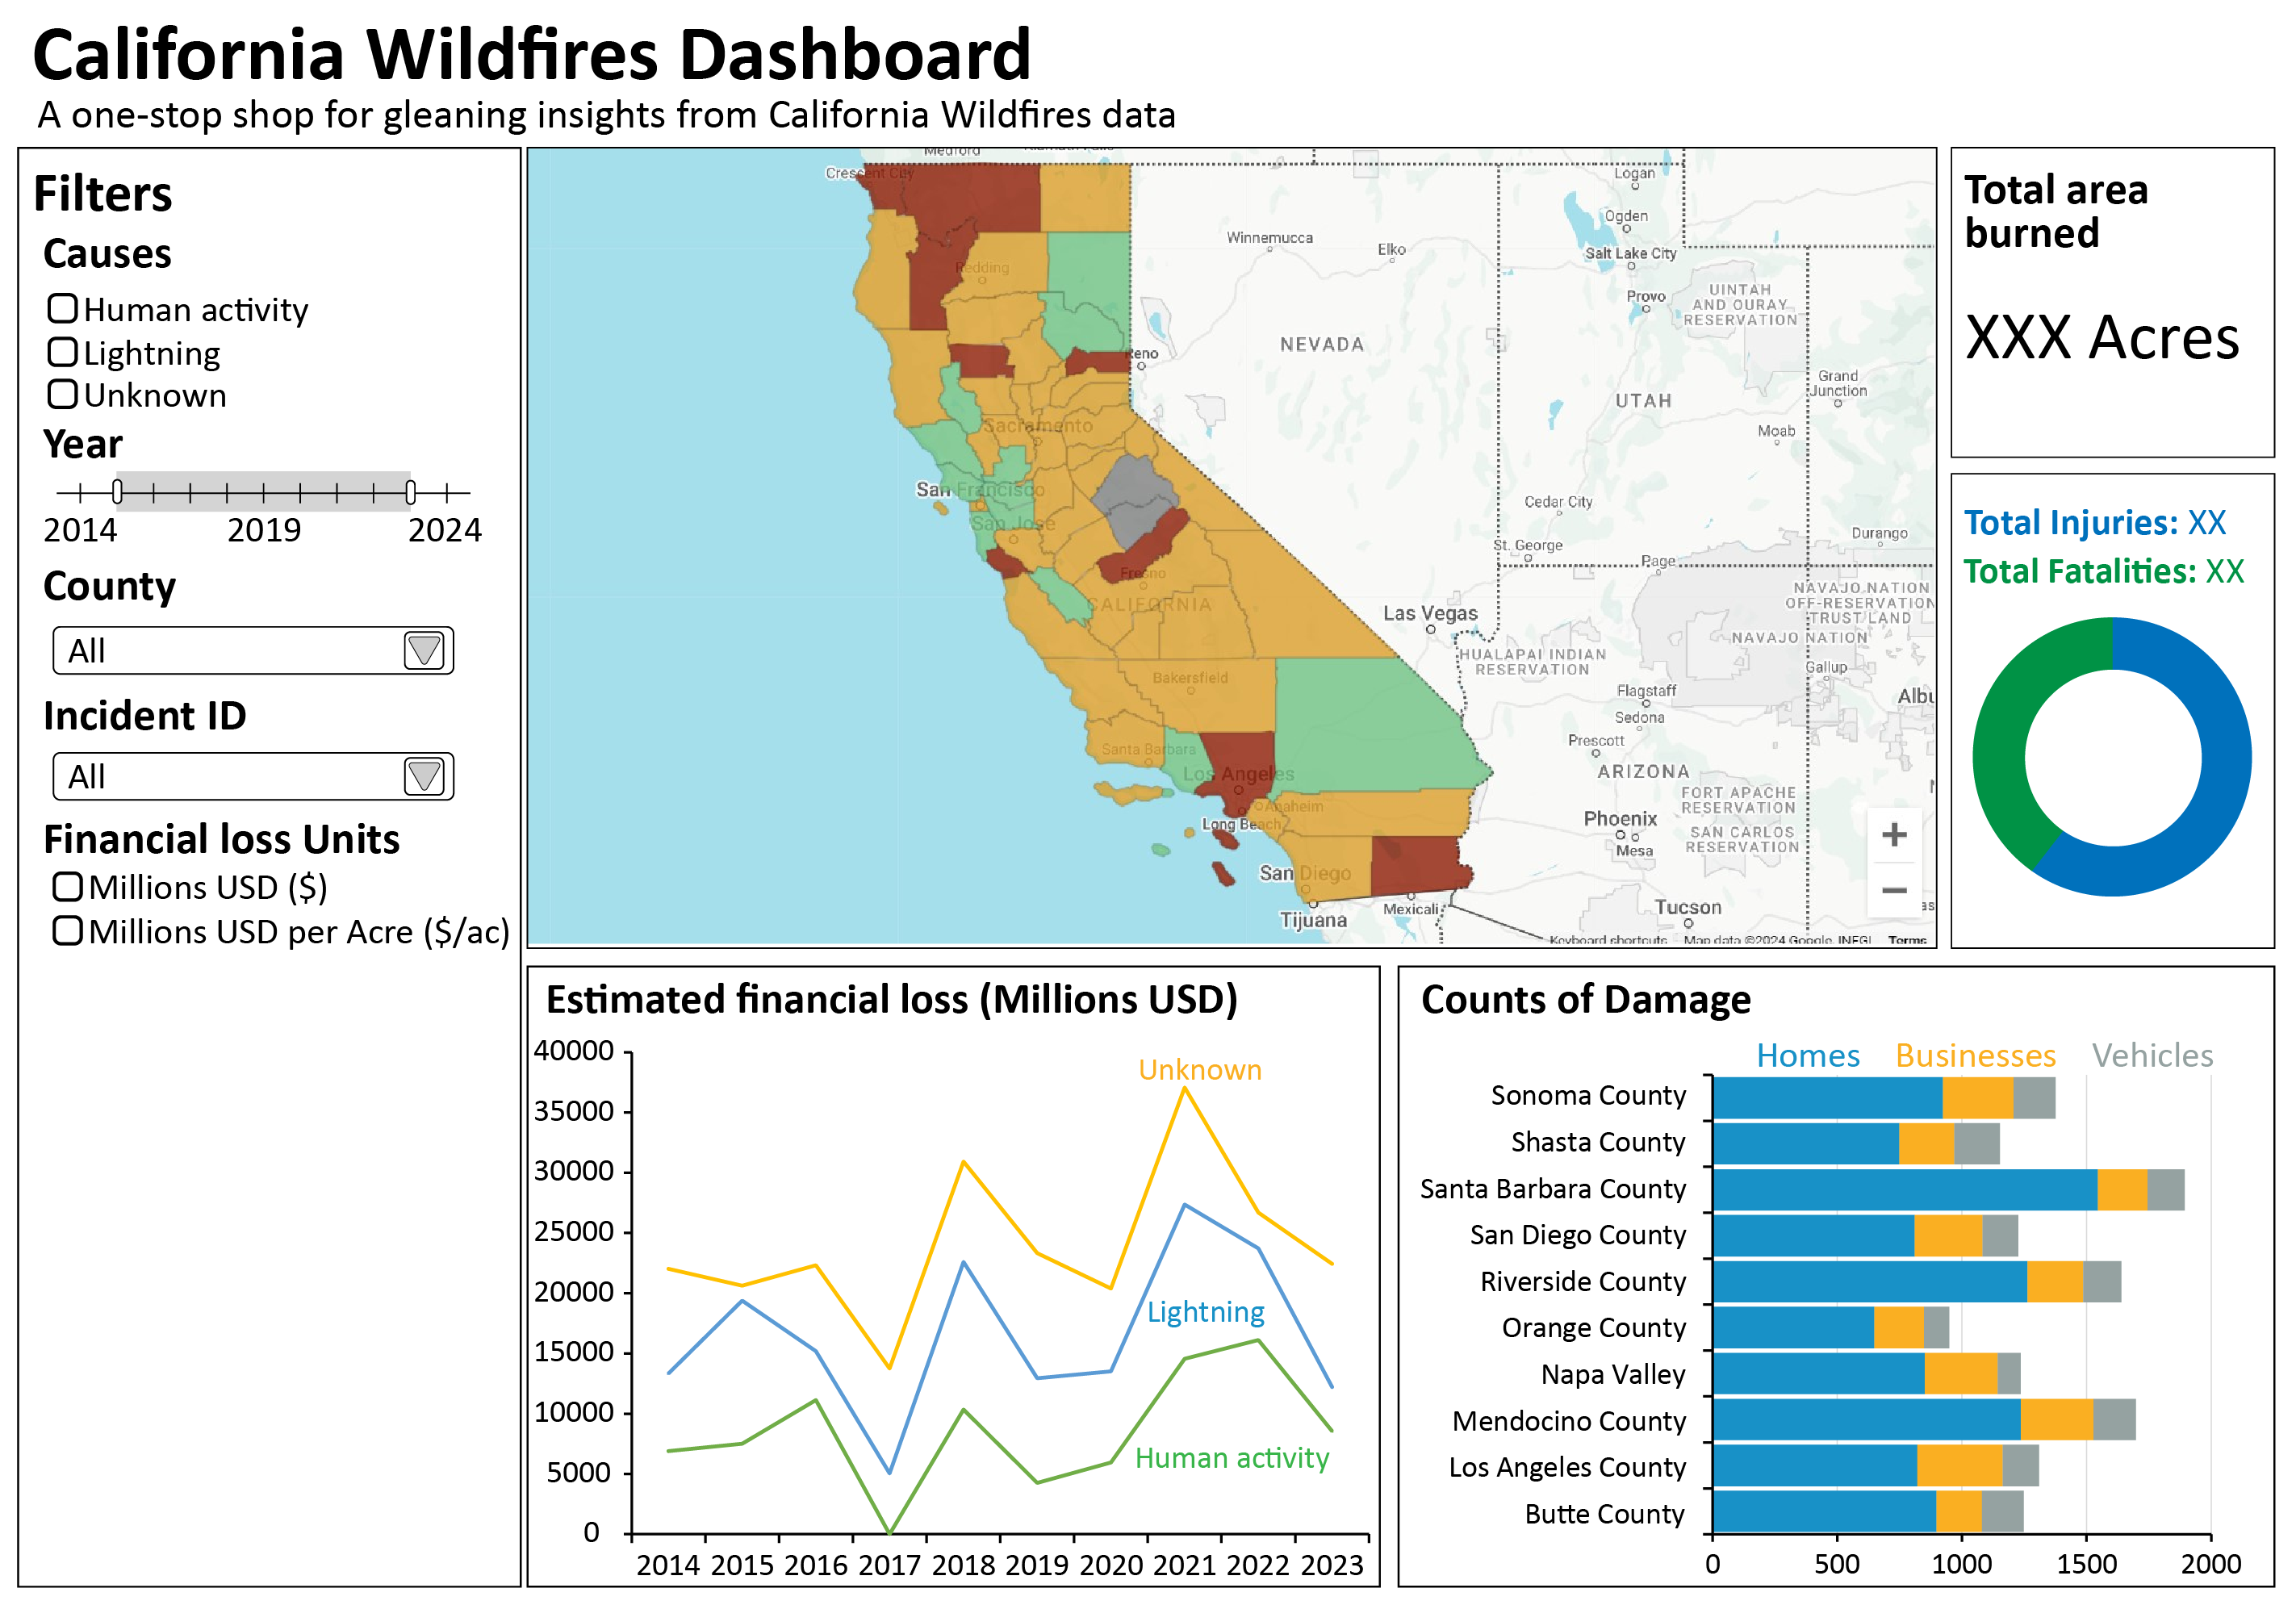 California Wildfires Dashboard
A one-stop shop for gleaning insights from California Wildfires data
Filters
Causes
Human activity
Lightning
Unknown
Year
2014 2019 2024
County
All
Incident ID
All
Financial loss Units
Millions USD ($)
Millions USD per Acre ($/ac)
Medford
Crescent City
Logan
Ogden
Winnemucca
Elko
Salt Lake City
Redding
Provo
UINTAH
AND OURAY
RESERVATION
NEVADA
Reno
Grand
Junction
UTAH
Sacramento
Moab
San Francisco
Cedar City
San Jose
Durango
St. George
Page
Fresno
NAVAJO NATION
OFF-RESERVATION
TRUST LAND
CALIFORNIA
Las Vegas
NAVAJO NATION
HUALAPAI INDIAN
RESERVATION
Gallup
Bakersfield
Flagstaff
Albu
Sedona
Prescott
Santa Barbara
Los Angeles
ARIZONA
FORT APACHE
RESERVATION
Anaheim
Long Beach
Phoenix
SAN CARLOS
RESERVATION
Mesa
+
San Diego
−
Mexicali
Tucson
Tijuana
Keyboard shortcuts Map data ©2024 Google, INEGI Terms
Total area
burned
XXX Acres
Total Injuries: XX
Total Fatalities: XX
Estimated financial loss (Millions USD)
40000
35000
30000
25000
20000
15000
10000
5000
0
Unknown
Lightning
Human activity
2014 2015 2016 2017 2018 2019 2020 2021 2022 2023
Counts of Damage
Homes Businesses Vehicles
Sonoma County
Shasta County
Santa Barbara County
San Diego County
Riverside County
Orange County
Napa Valley
Mendocino County
Los Angeles County
Butte County
0 500 1000 1500 2000